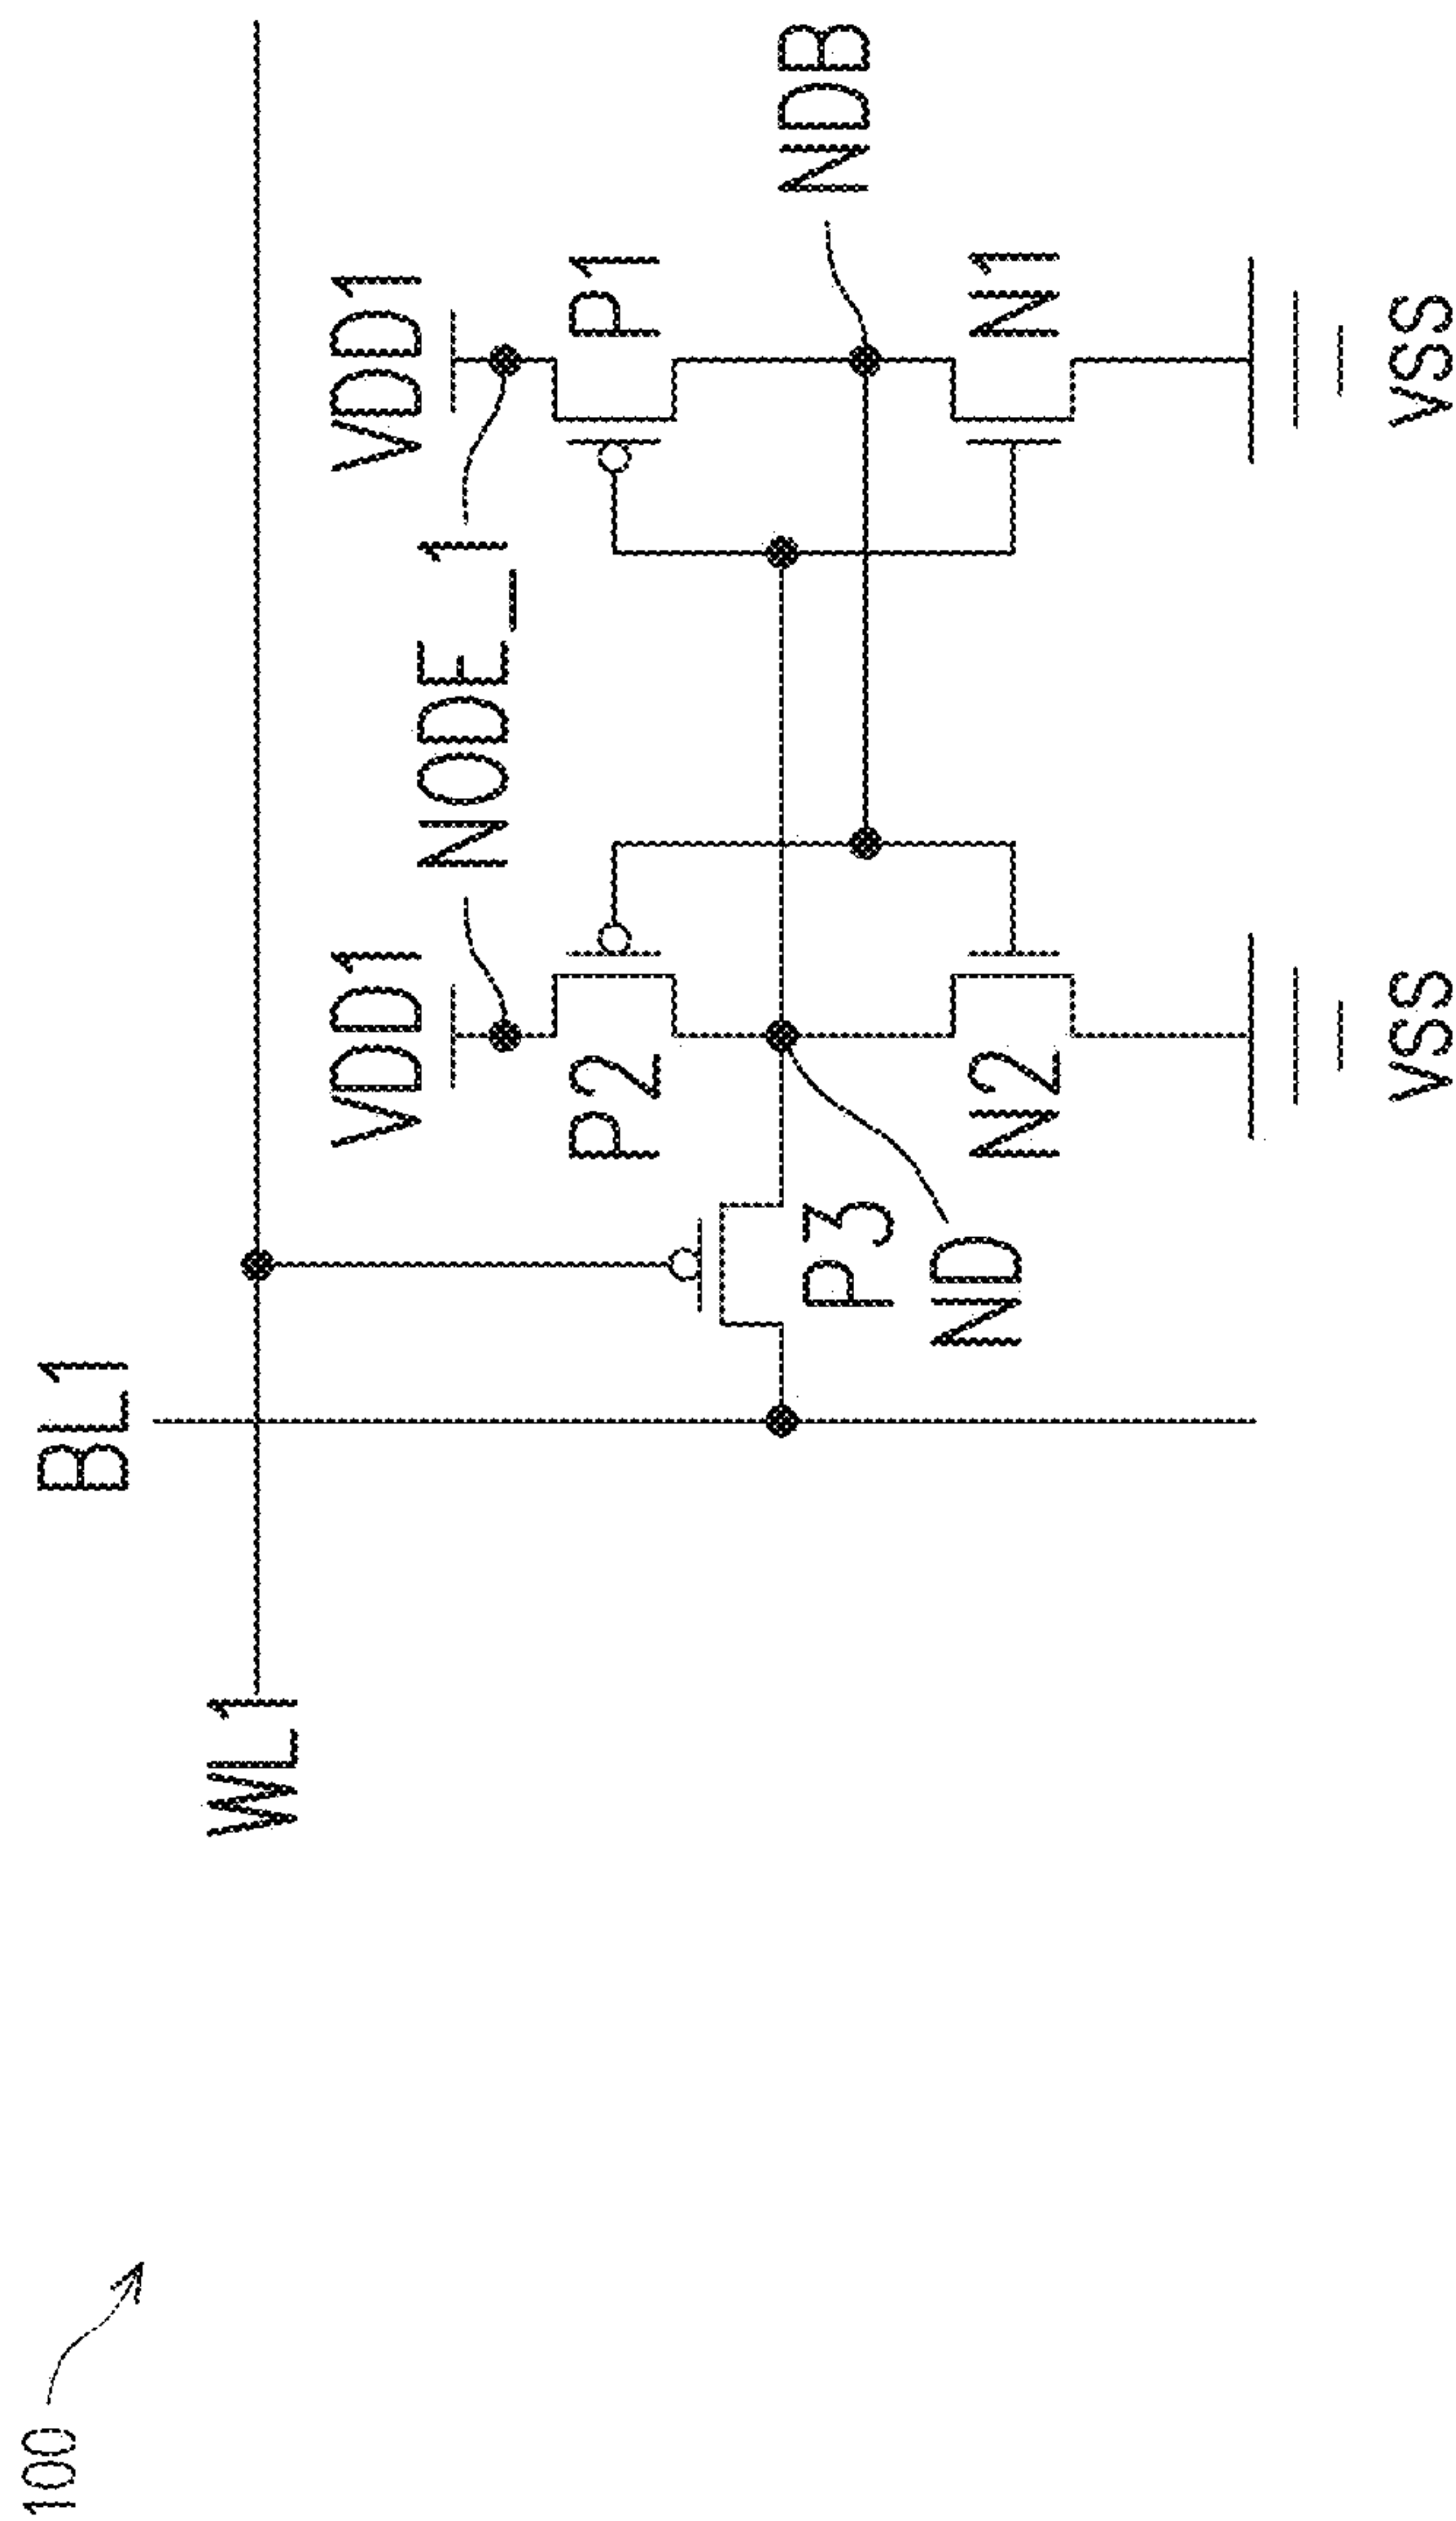 100
BL1
WL1
VDD1
VDD1
NODE_1
P2
P1
P3
NDB
ND
N2
N1
VSS
VSS